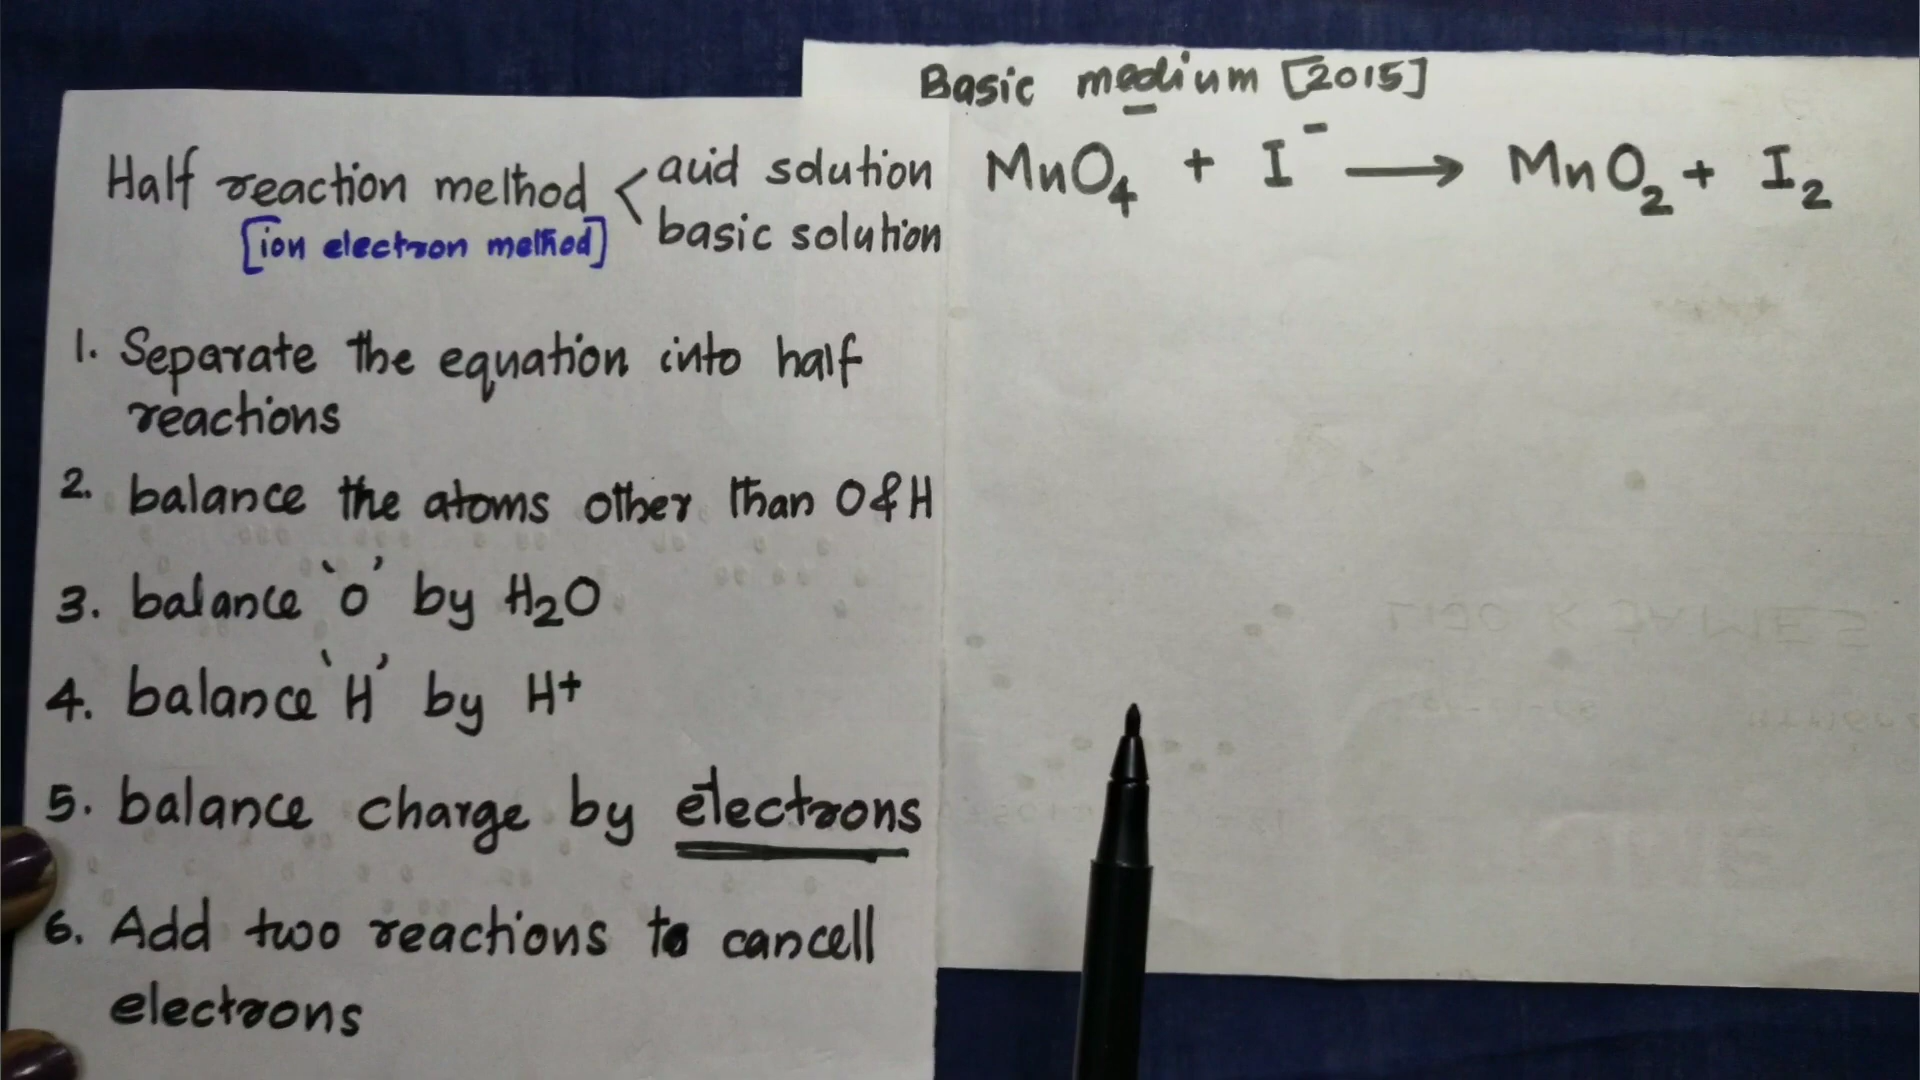 Half reaction method < acid solution
basic solution
[ion electron method]
1. Separate the equation into half
reactions
2. balance the atoms other than O & H
3. balance 'O' by H₂O
4. balance 'H' by H⁺
5. balance charge by electrons
6. Add two reactions to cancell
electrons
Basic medium [2015]
MnO₄⁻ + I⁻ ⟶ MnO₂ + I₂